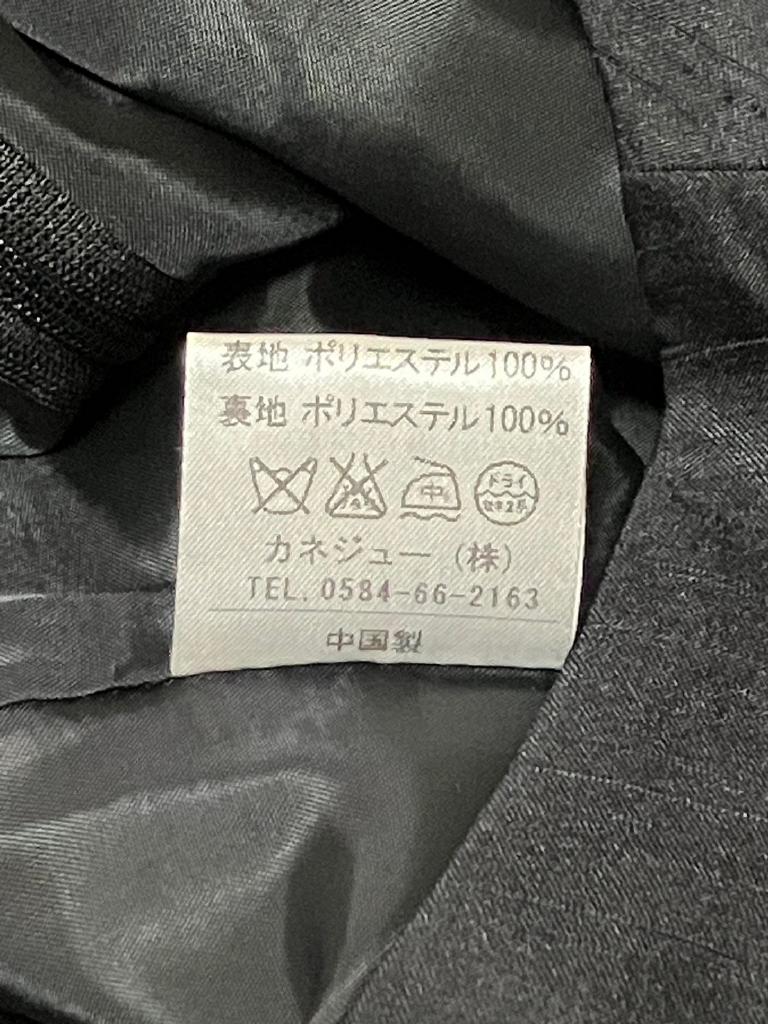 表地 ポリエステル100%
裏地 ポリエステル100%
中 ドライ
カネジュー（株）
TEL. 0584-66-2163
中国製